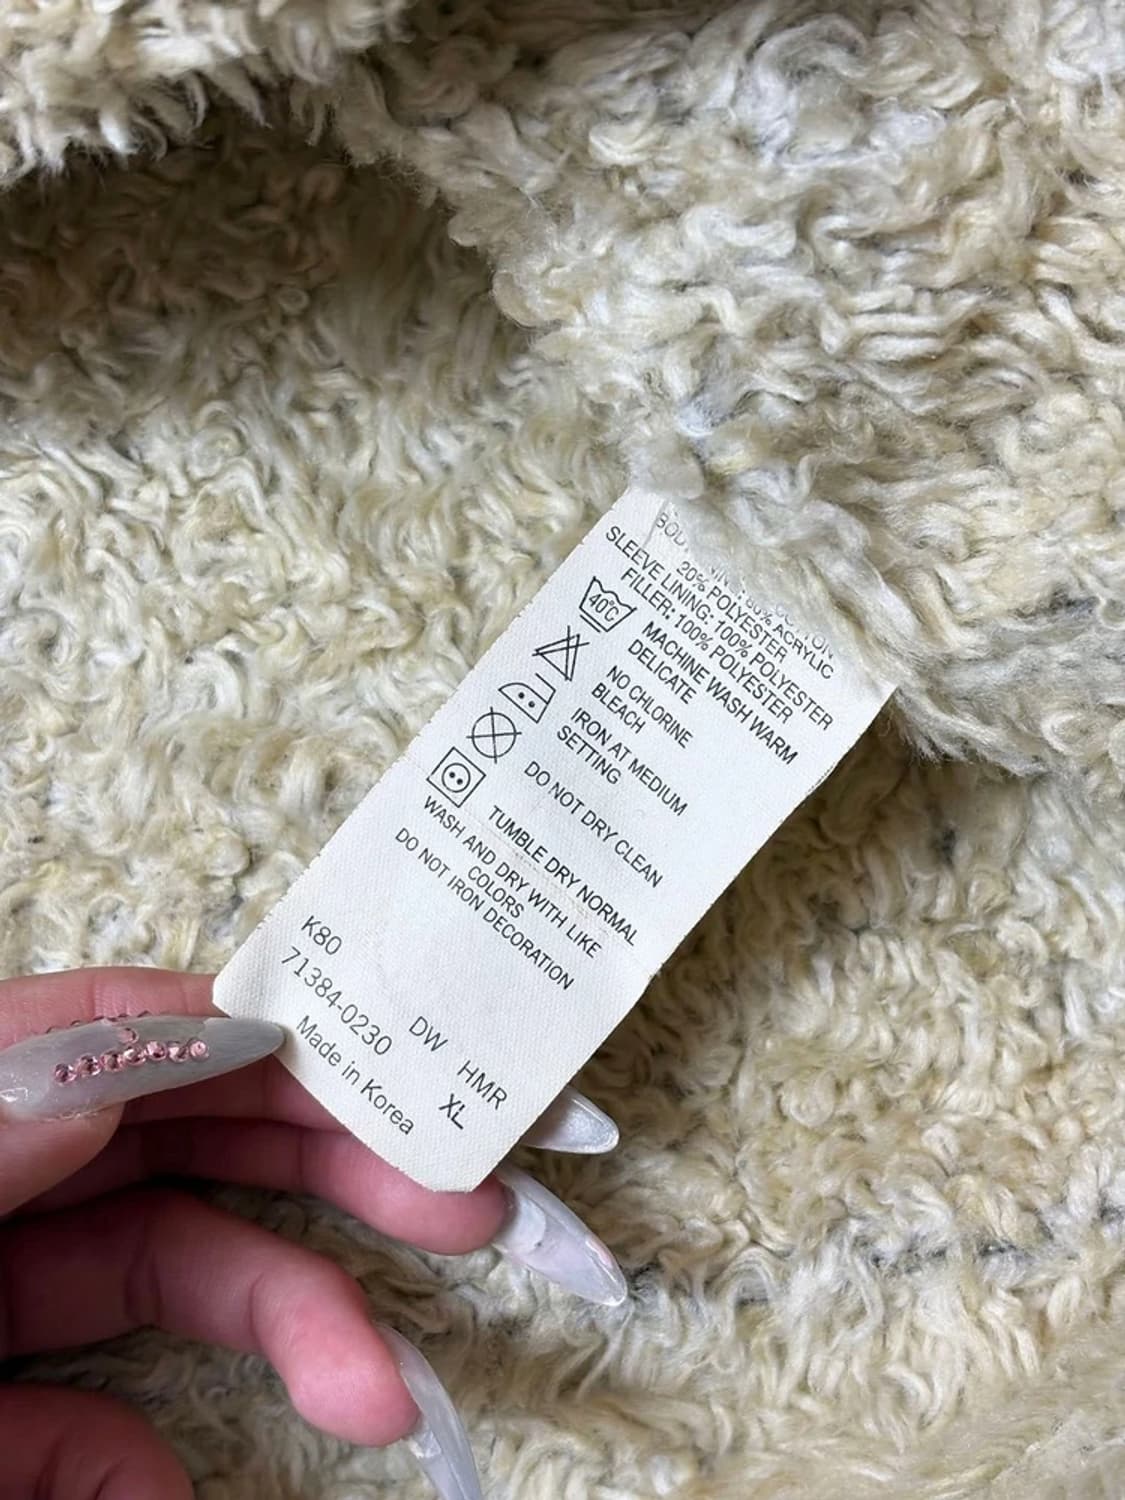 20% POLYESTER
SLEEVE LINING: 100% POLYESTER
FILLER: 100% POLYESTER
40°C
MACHINE WASH WARM
DELICATE
NO CHLORINE
BLEACH
IRON AT MEDIUM
SETTING
DO NOT DRY CLEAN
TUMBLE DRY NORMAL
WASH AND DRY WITH LIKE
COLORS
DO NOT IRON DECORATION
K80 DW HMR
71384-0230 XL
Made in Korea